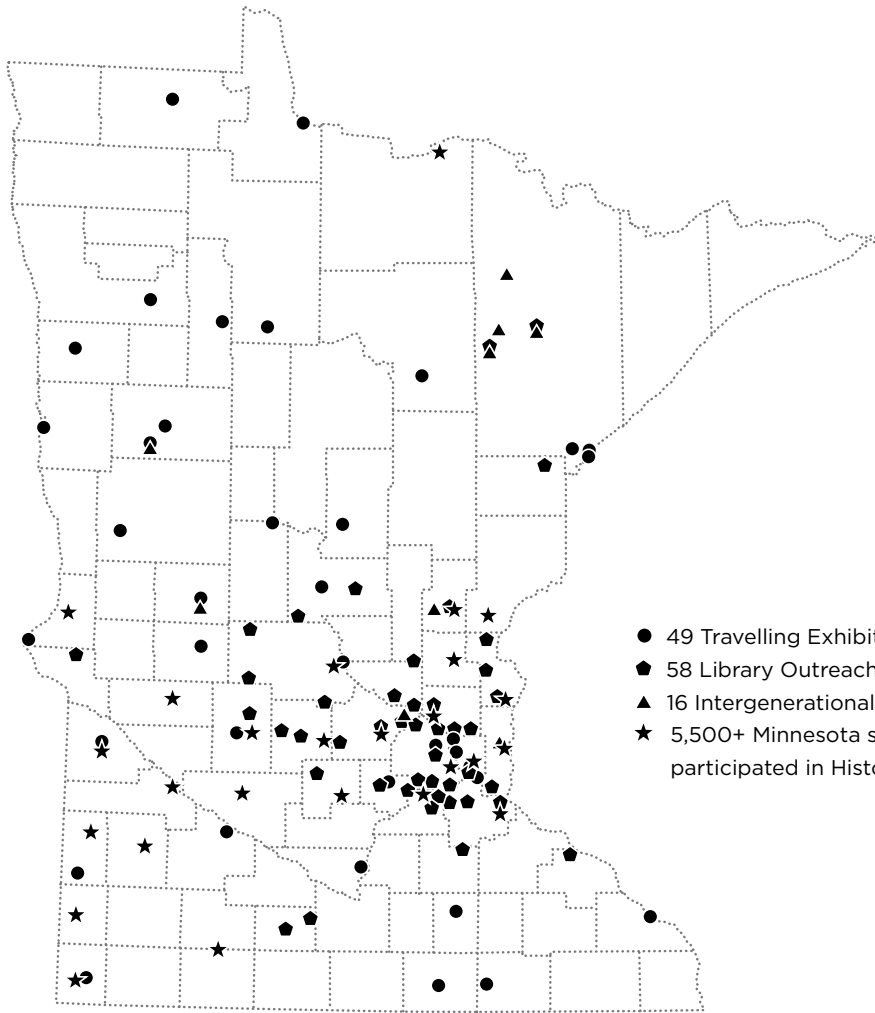 49 Travelling Exhibit
58 Library Outreach
16 Intergenerational
5,500+ Minnesota s
participated in Histo